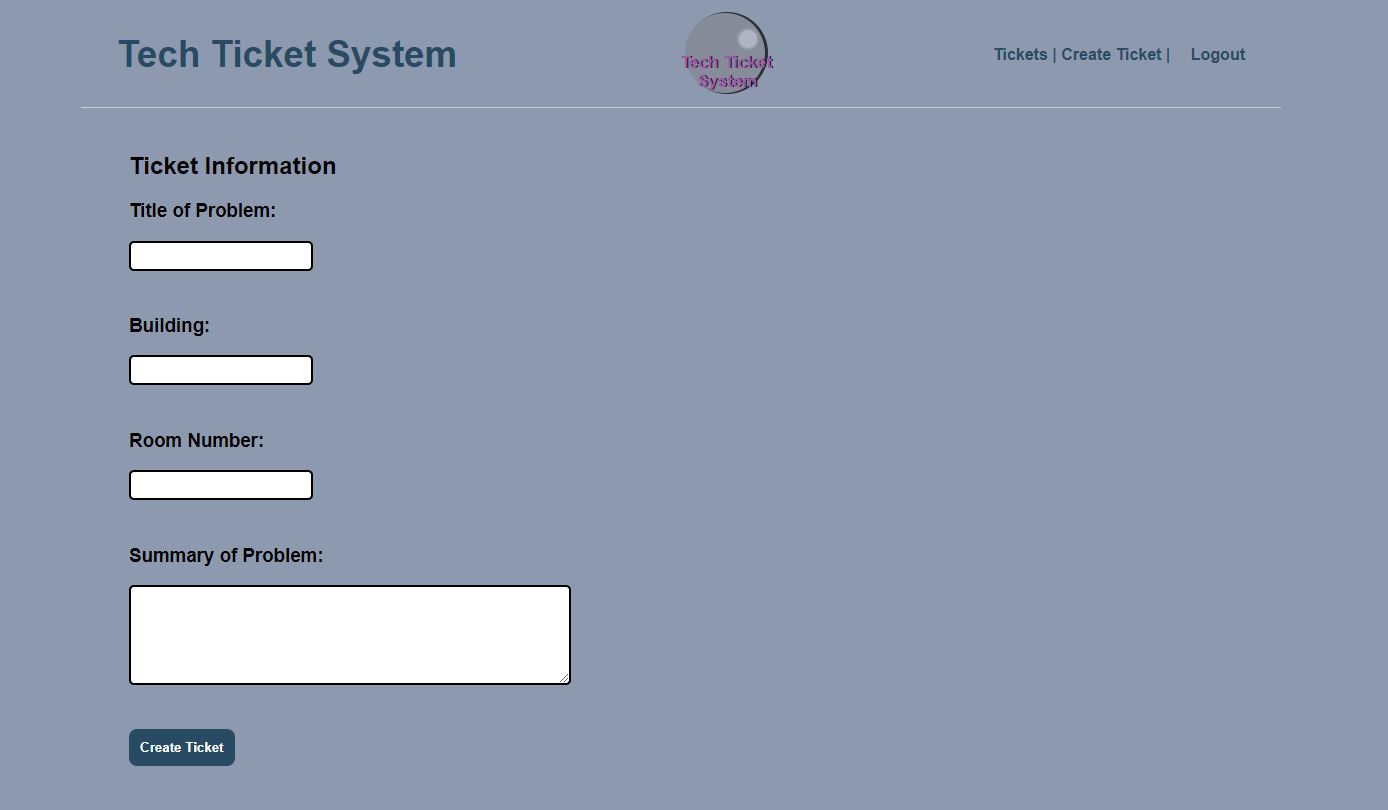 Tech Ticket System
Tech Ticket
System
Tickets | Create Ticket | Logout
Ticket Information
Title of Problem:
Building:
Room Number:
Summary of Problem:
Create Ticket